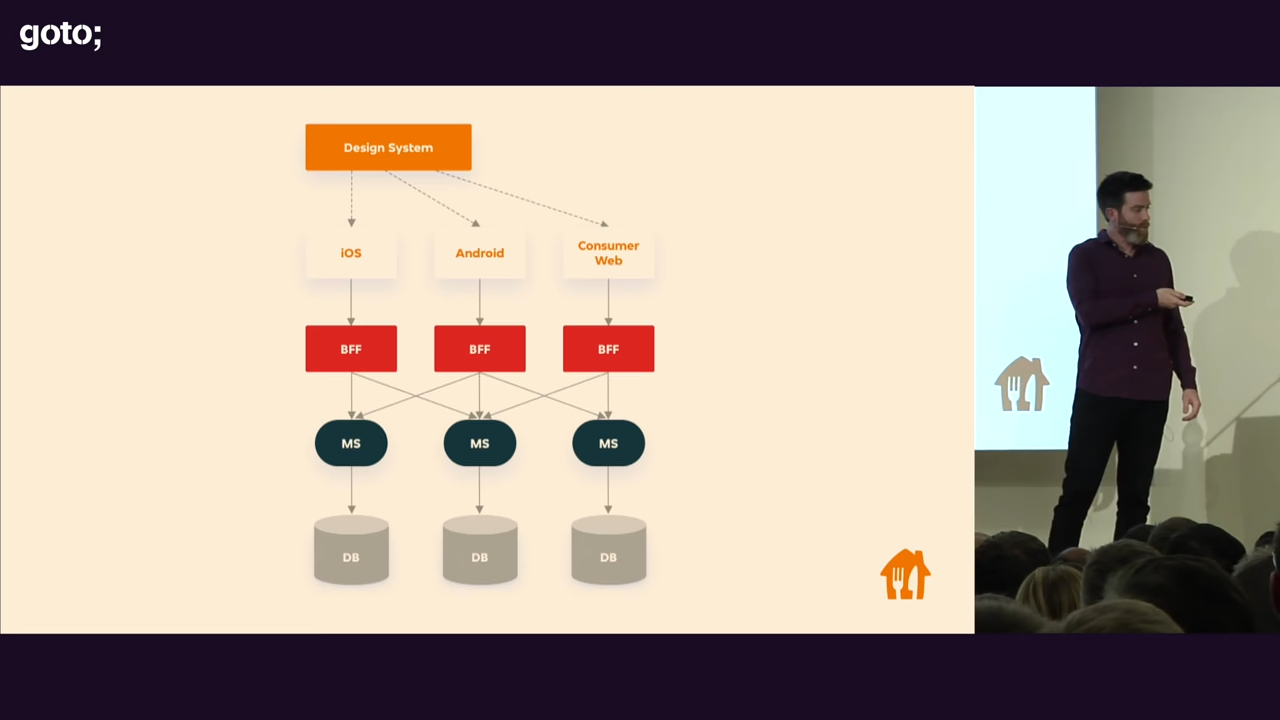 goto;
Design System
iOS
Android
Consumer
Web
BFF
BFF
BFF
MS
MS
MS
DB
DB
DB